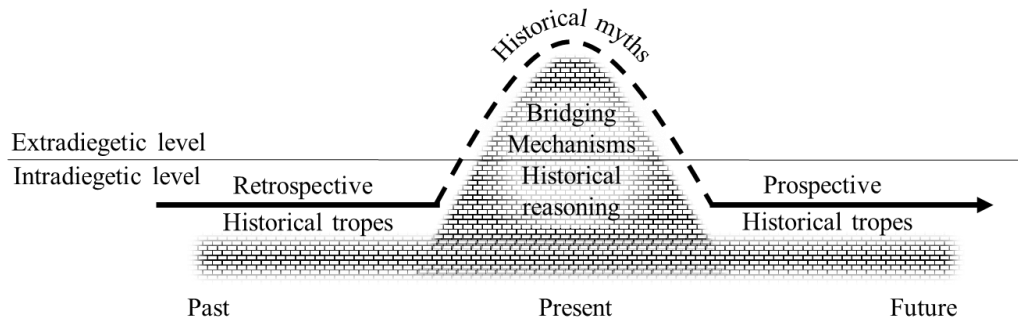 Historical myths
Bridging
Mechanisms
Extradiegetic level
Intradiegetic level
Historical
reasoning
Retrospective
Prospective
Historical tropes
Historical tropes
Past
Present
Future